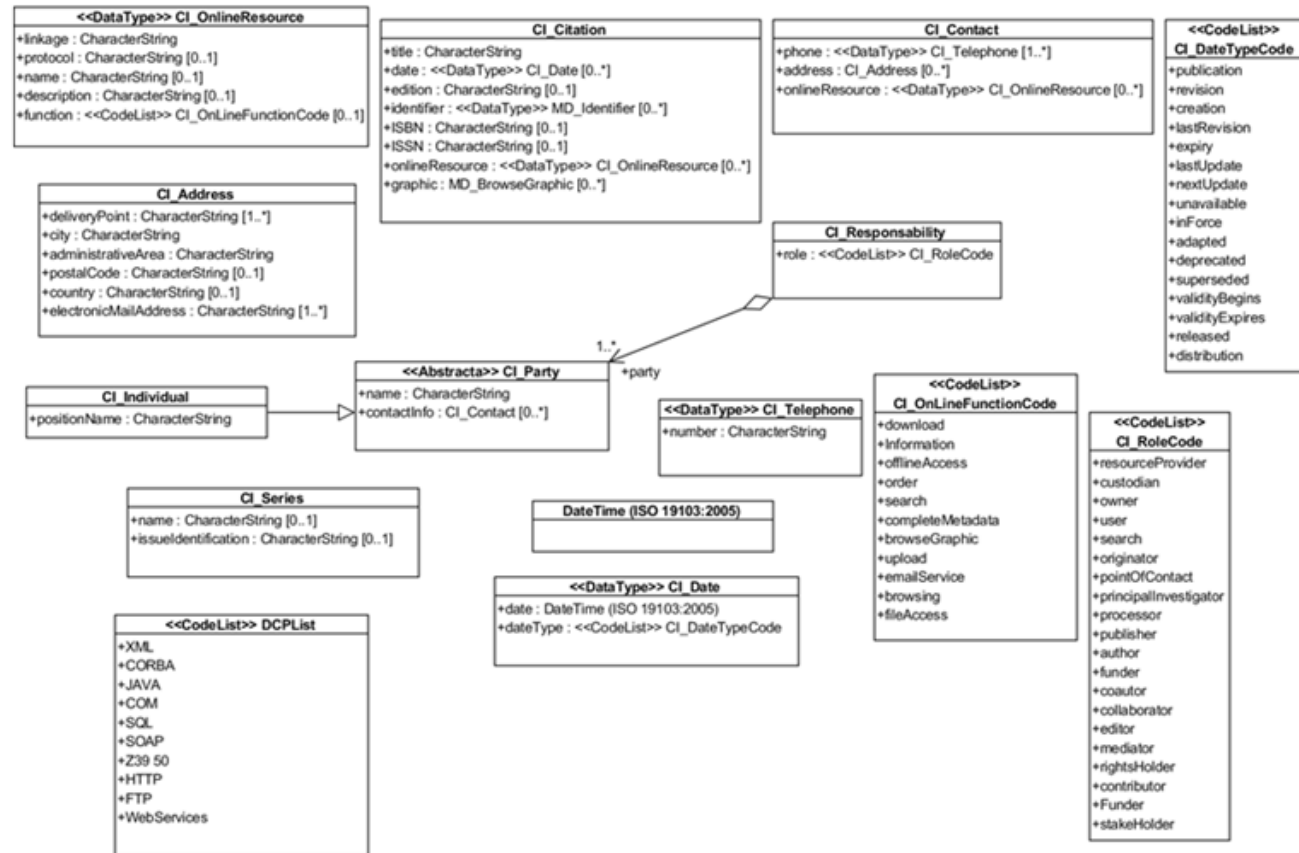 <<DataType>> CI_OnlineResource
+linkage : CharacterString
+protocol : CharacterString [0..1]
+name : CharacterString [0..1]
+description : CharacterString [0..1]
+function : <<CodeList>> CI_OnLineFunctionCode [0..1]
CI_Citation
+title : CharacterString
+date : <<DataType>> CI_Date [0..*]
+edition : CharacterString [0..1]
+identifier : <<DataType>> MD_Identifier [0..*]
+ISBN : CharacterString [0..1]
+ISSN : CharacterString [0..1]
+onlineResource : <<DataType>> CI_OnlineResource [0..*]
+graphic : MD_BrowseGraphic [0..*]
CI_Contact
+phone : <<DataType>> CI_Telephone [1..*]
+address : CI_Address [0..*]
+onlineResource : <<DataType>> CI_OnlineResource [0..*]
<<CodeList>>
CI_DateTypeCode
+publication
+revision
+creation
+lastRevision
+expiry
+lastUpdate
+nextUpdate
+unavailable
+inForce
+adapted
+deprecated
+superseded
+validityBegins
+validityExpires
+released
+distribution
CI_Address
+deliveryPoint : CharacterString [1..*]
+city : CharacterString
+administrativeArea : CharacterString
+postalCode : CharacterString [0..1]
+country : CharacterString [0..1]
+electronicMailAddress : CharacterString [1..*]
CI_Responsability
+role : <<CodeList>> CI_RoleCode
1..*
+party
<<Abstracta>> CI_Party
+name : CharacterString
+contactInfo : CI_Contact [0..*]
CI_Individual
+positionName : CharacterString
<<DataType>> CI_Telephone
+number : CharacterString
<<CodeList>>
CI_OnLineFunctionCode
+download
+Information
+offlineAccess
+order
+search
+completeMetadata
+browseGraphic
+upload
+emailService
+browsing
+fileAccess
<<CodeList>>
CI_RoleCode
+resourceProvider
+custodian
+owner
+user
+search
+originator
+pointOfContact
+principalInvestigator
+processor
+publisher
+author
+funder
+coautor
+collaborator
+editor
+mediator
+rightsHolder
+contributor
+Funder
+stakeHolder
CI_Series
+name : CharacterString [0..1]
+issueIdentification : CharacterString [0..1]
DateTime (ISO 19103:2005)
<<DataType>> CI_Date
+date : DateTime (ISO 19103:2005)
+dateType : <<CodeList>> CI_DateTypeCode
<<CodeList>> DCPList
+XML
+CORBA
+JAVA
+COM
+SQL
+SOAP
+Z39 50
+HTTP
+FTP
+WebServices